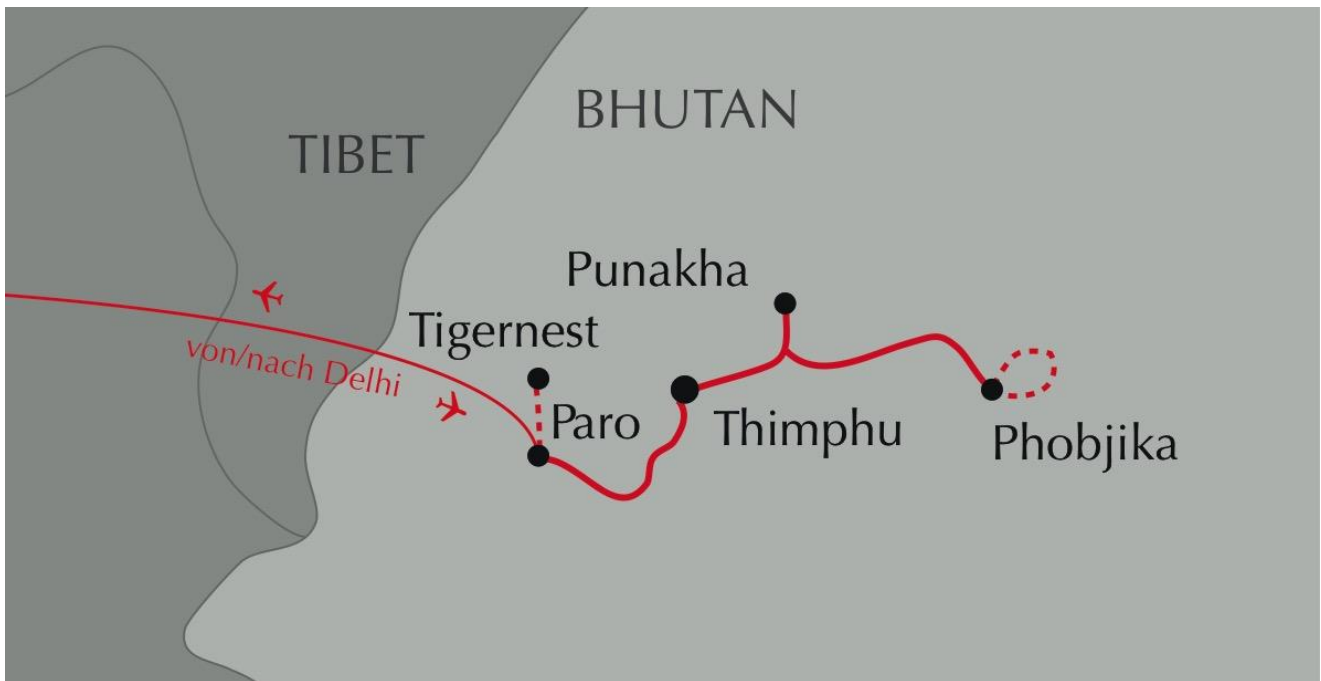 BHUTAN
TIBET
Punakha
Tigernest
von/nach Delhi
Paro
Thimphu
Phobjika